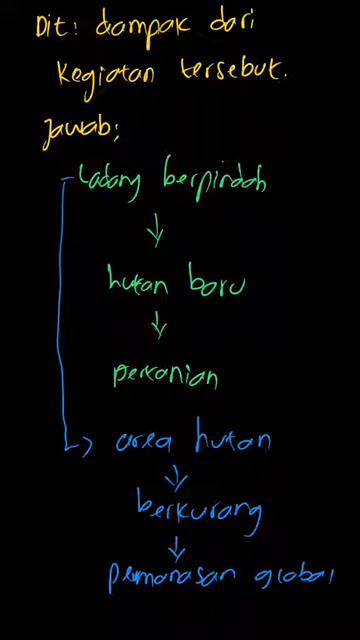 Dit: dampak dari
kegiatan tersebut.
Jawab:
Ladang berpindah
↓
hutan baru
↓
pertanian
→ area hutan
↓
berkurang
↓
pemanasan global